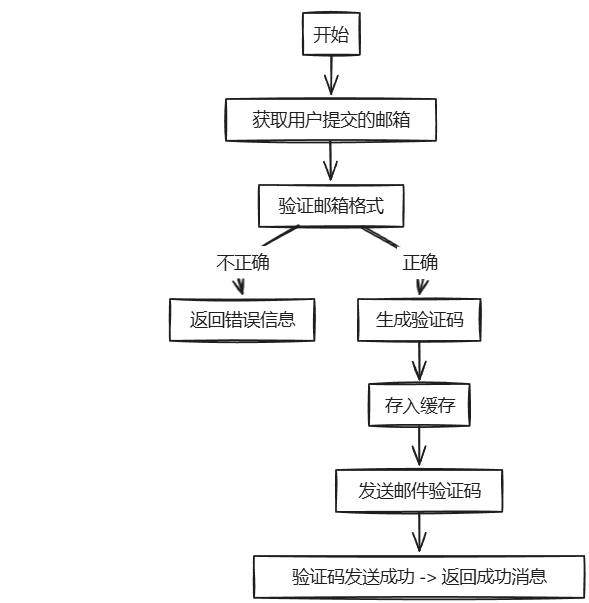 开始
获取用户提交的邮箱
验证邮箱格式
不正确
正确
返回错误信息
生成验证码
存入缓存
发送邮件验证码
验证码发送成功 -> 返回成功消息